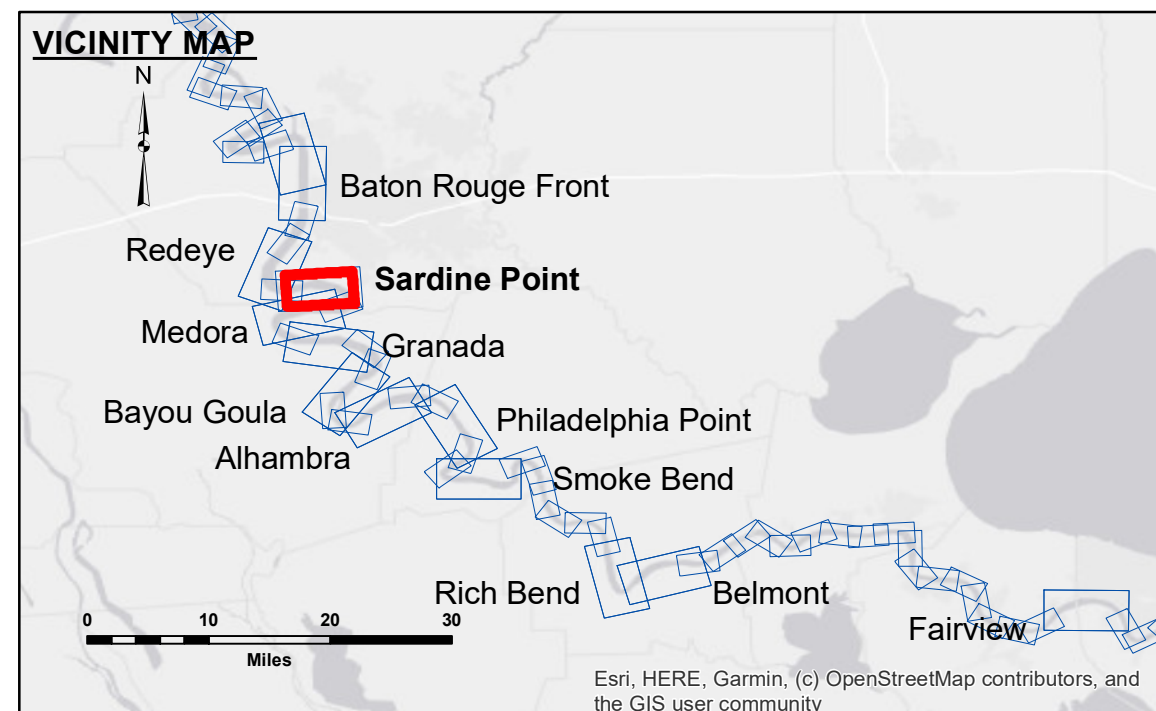 VICINITY MAP
N
Baton Rouge Front
Redeye
Sardine Point
Medora
Granada
Bayou Goula
Philadelphia Point
Alhambra
Smoke Bend
Rich Bend
Belmont
Fairview
0 10 20 30
Miles
Esri, HERE, Garmin, (c) OpenStreetMap contributors, and
the GIS user community